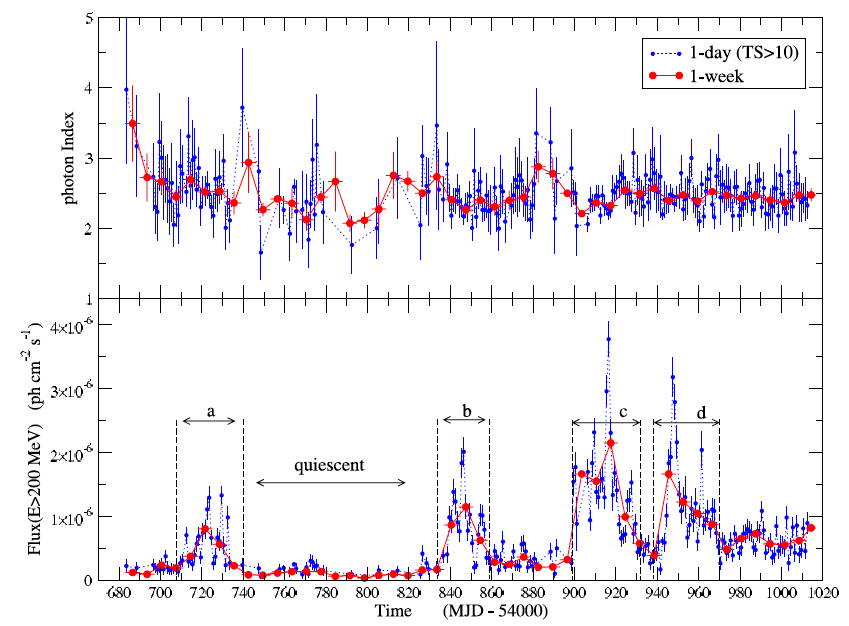 5
4
3
2
1
photon Index
1-day (TS>10)
1-week
4×10⁻⁶
3×10⁻⁶
2×10⁻⁶
1×10⁻⁶
0
Flux(E>200 MeV) (ph cm⁻² s⁻¹)
a
quiescent
b
c
d
680 700 720 740 760 780 800 820 840 860 880 900 920 940 960 980 1000 1020
Time (MJD - 54000)